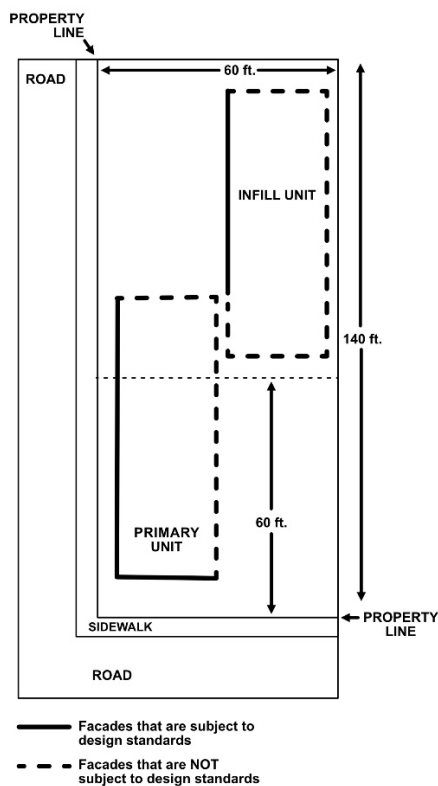 PROPERTY
LINE
ROAD
60 ft.
INFILL UNIT
140 ft.
60 ft.
PRIMARY
UNIT
PROPERTY
LINE
SIDEWALK
ROAD
Facades that are subject to
design standards
Facades that are NOT
subject to design standards